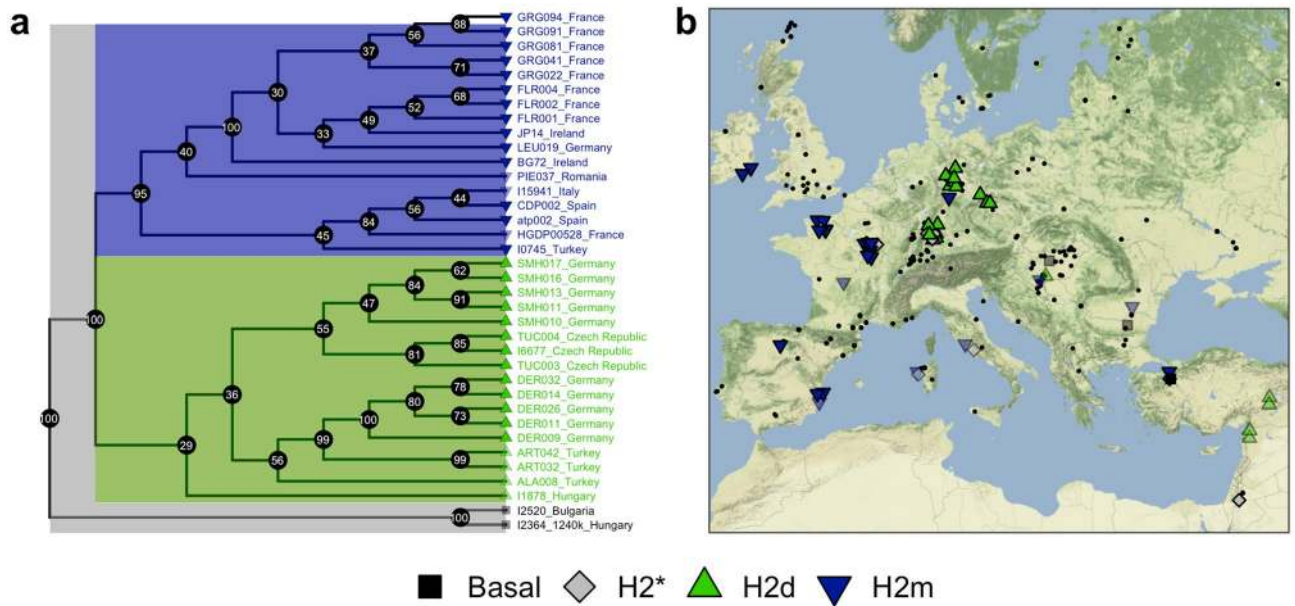 a
b
88
GRG094_France
56
GRG091_France
GRG081_France
37
GRG041_France
71
GRG022_France
30
68
FLR004_France
52
FLR002_France
49
FLR001_France
100
33
JP14_Ireland
LEU019_Germany
40
BG72_Ireland
PIE037_Romania
95
44
I15941_Italy
56
CDP002_Spain
84
atp002_Spain
45
HGDP00528_France
I0745_Turkey
62
SMH017_Germany
84
SMH016_Germany
91
SMH013_Germany
47
SMH011_Germany
SMH010_Germany
100
55
85
TUC004_Czech Republic
81
I6677_Czech Republic
TUC003_Czech Republic
36
78
DER032_Germany
80
DER014_Germany
73
DER026_Germany
100
DER011_Germany
99
DER009_Germany
29
56
99
ART042_Turkey
ART032_Turkey
ALA008_Turkey
I1878_Hungary
100
100
I2520_Bulgaria
I2364_1240k_Hungary
Basal
H2*
H2d
H2m